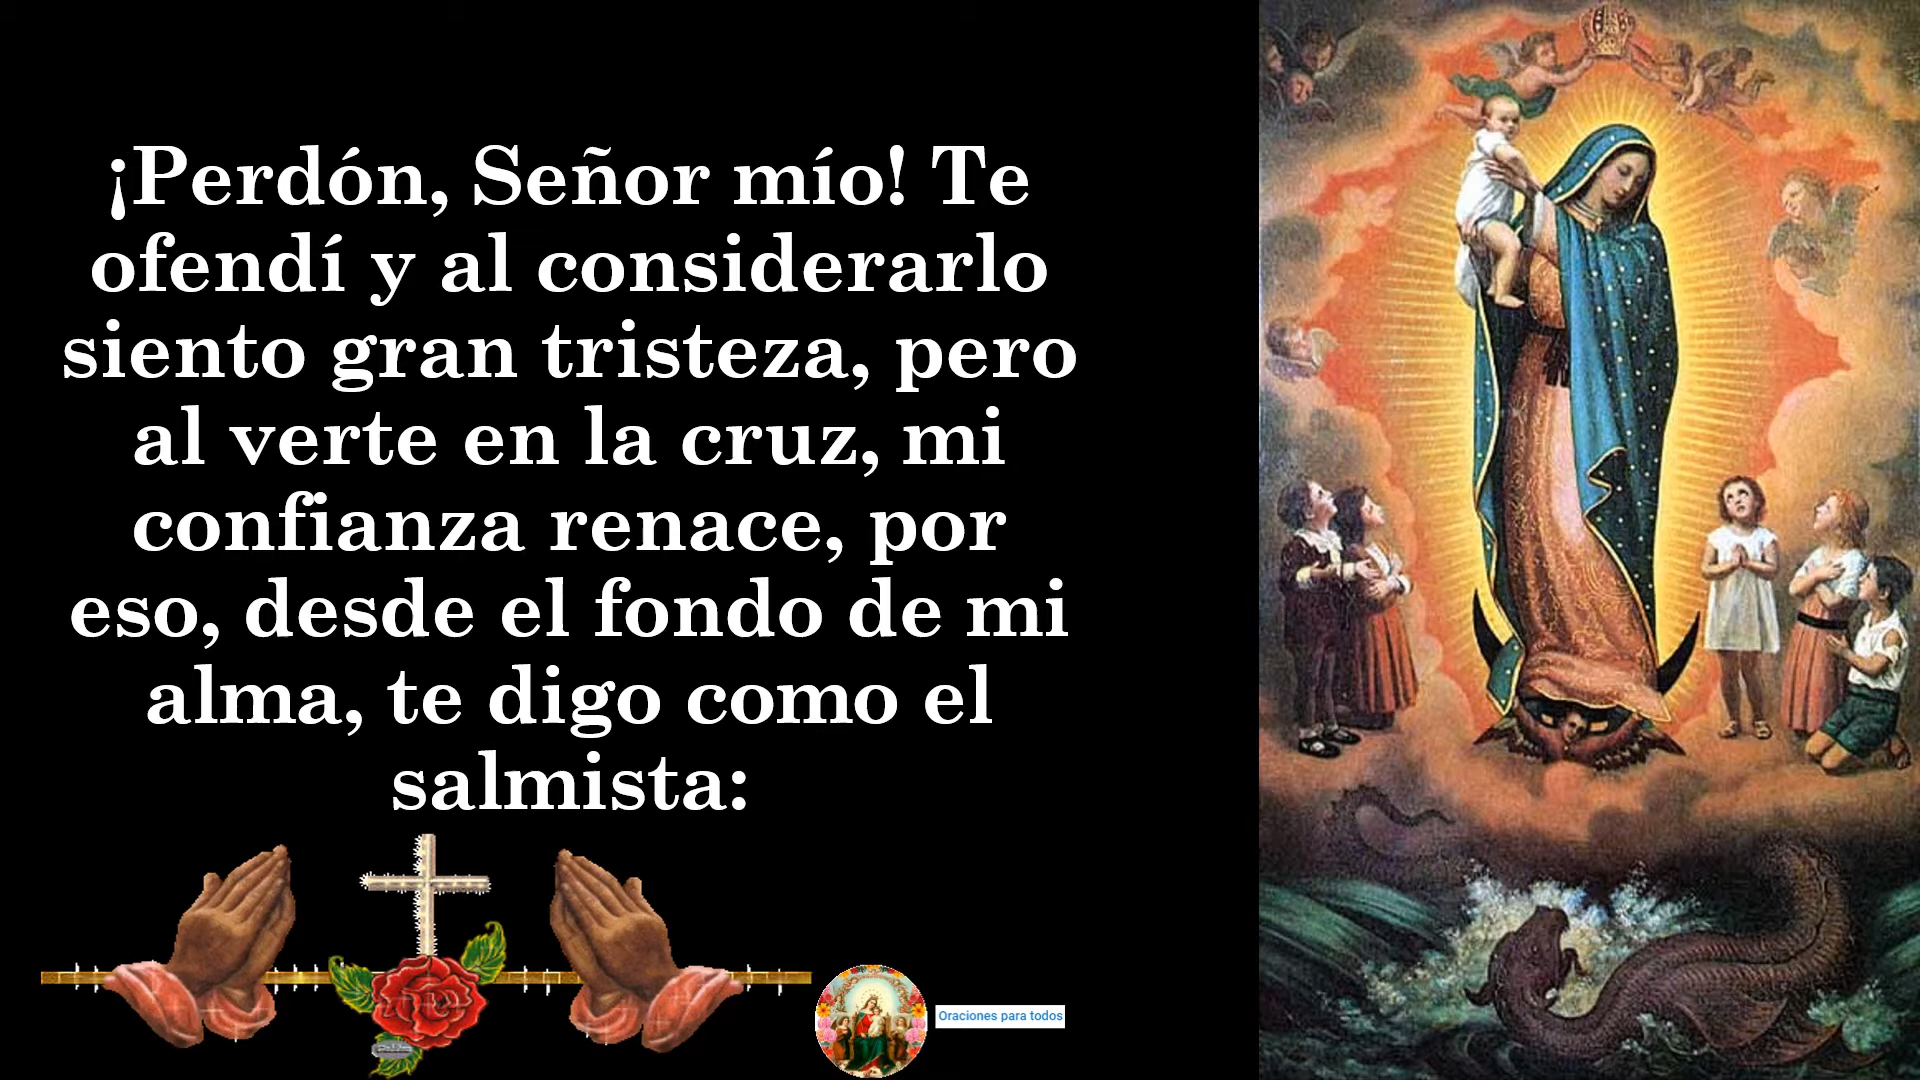 ¡Perdón, Señor mío! Te
ofendí y al considerarlo
siento gran tristeza, pero
al verte en la cruz, mi
confianza renace, por
eso, desde el fondo de mi
alma, te digo como el
salmista:
Oraciones para todos